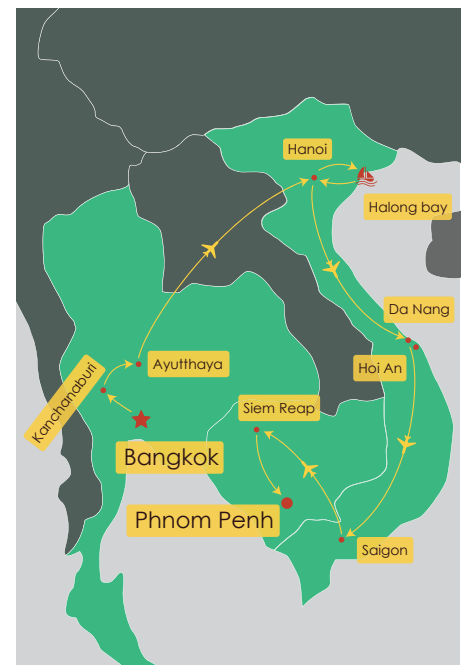 Hanoi
Halong bay
Da Nang
Hoi An
Ayutthaya
Kanchanaburi
Siem Reap
Bangkok
Phnom Penh
Saigon